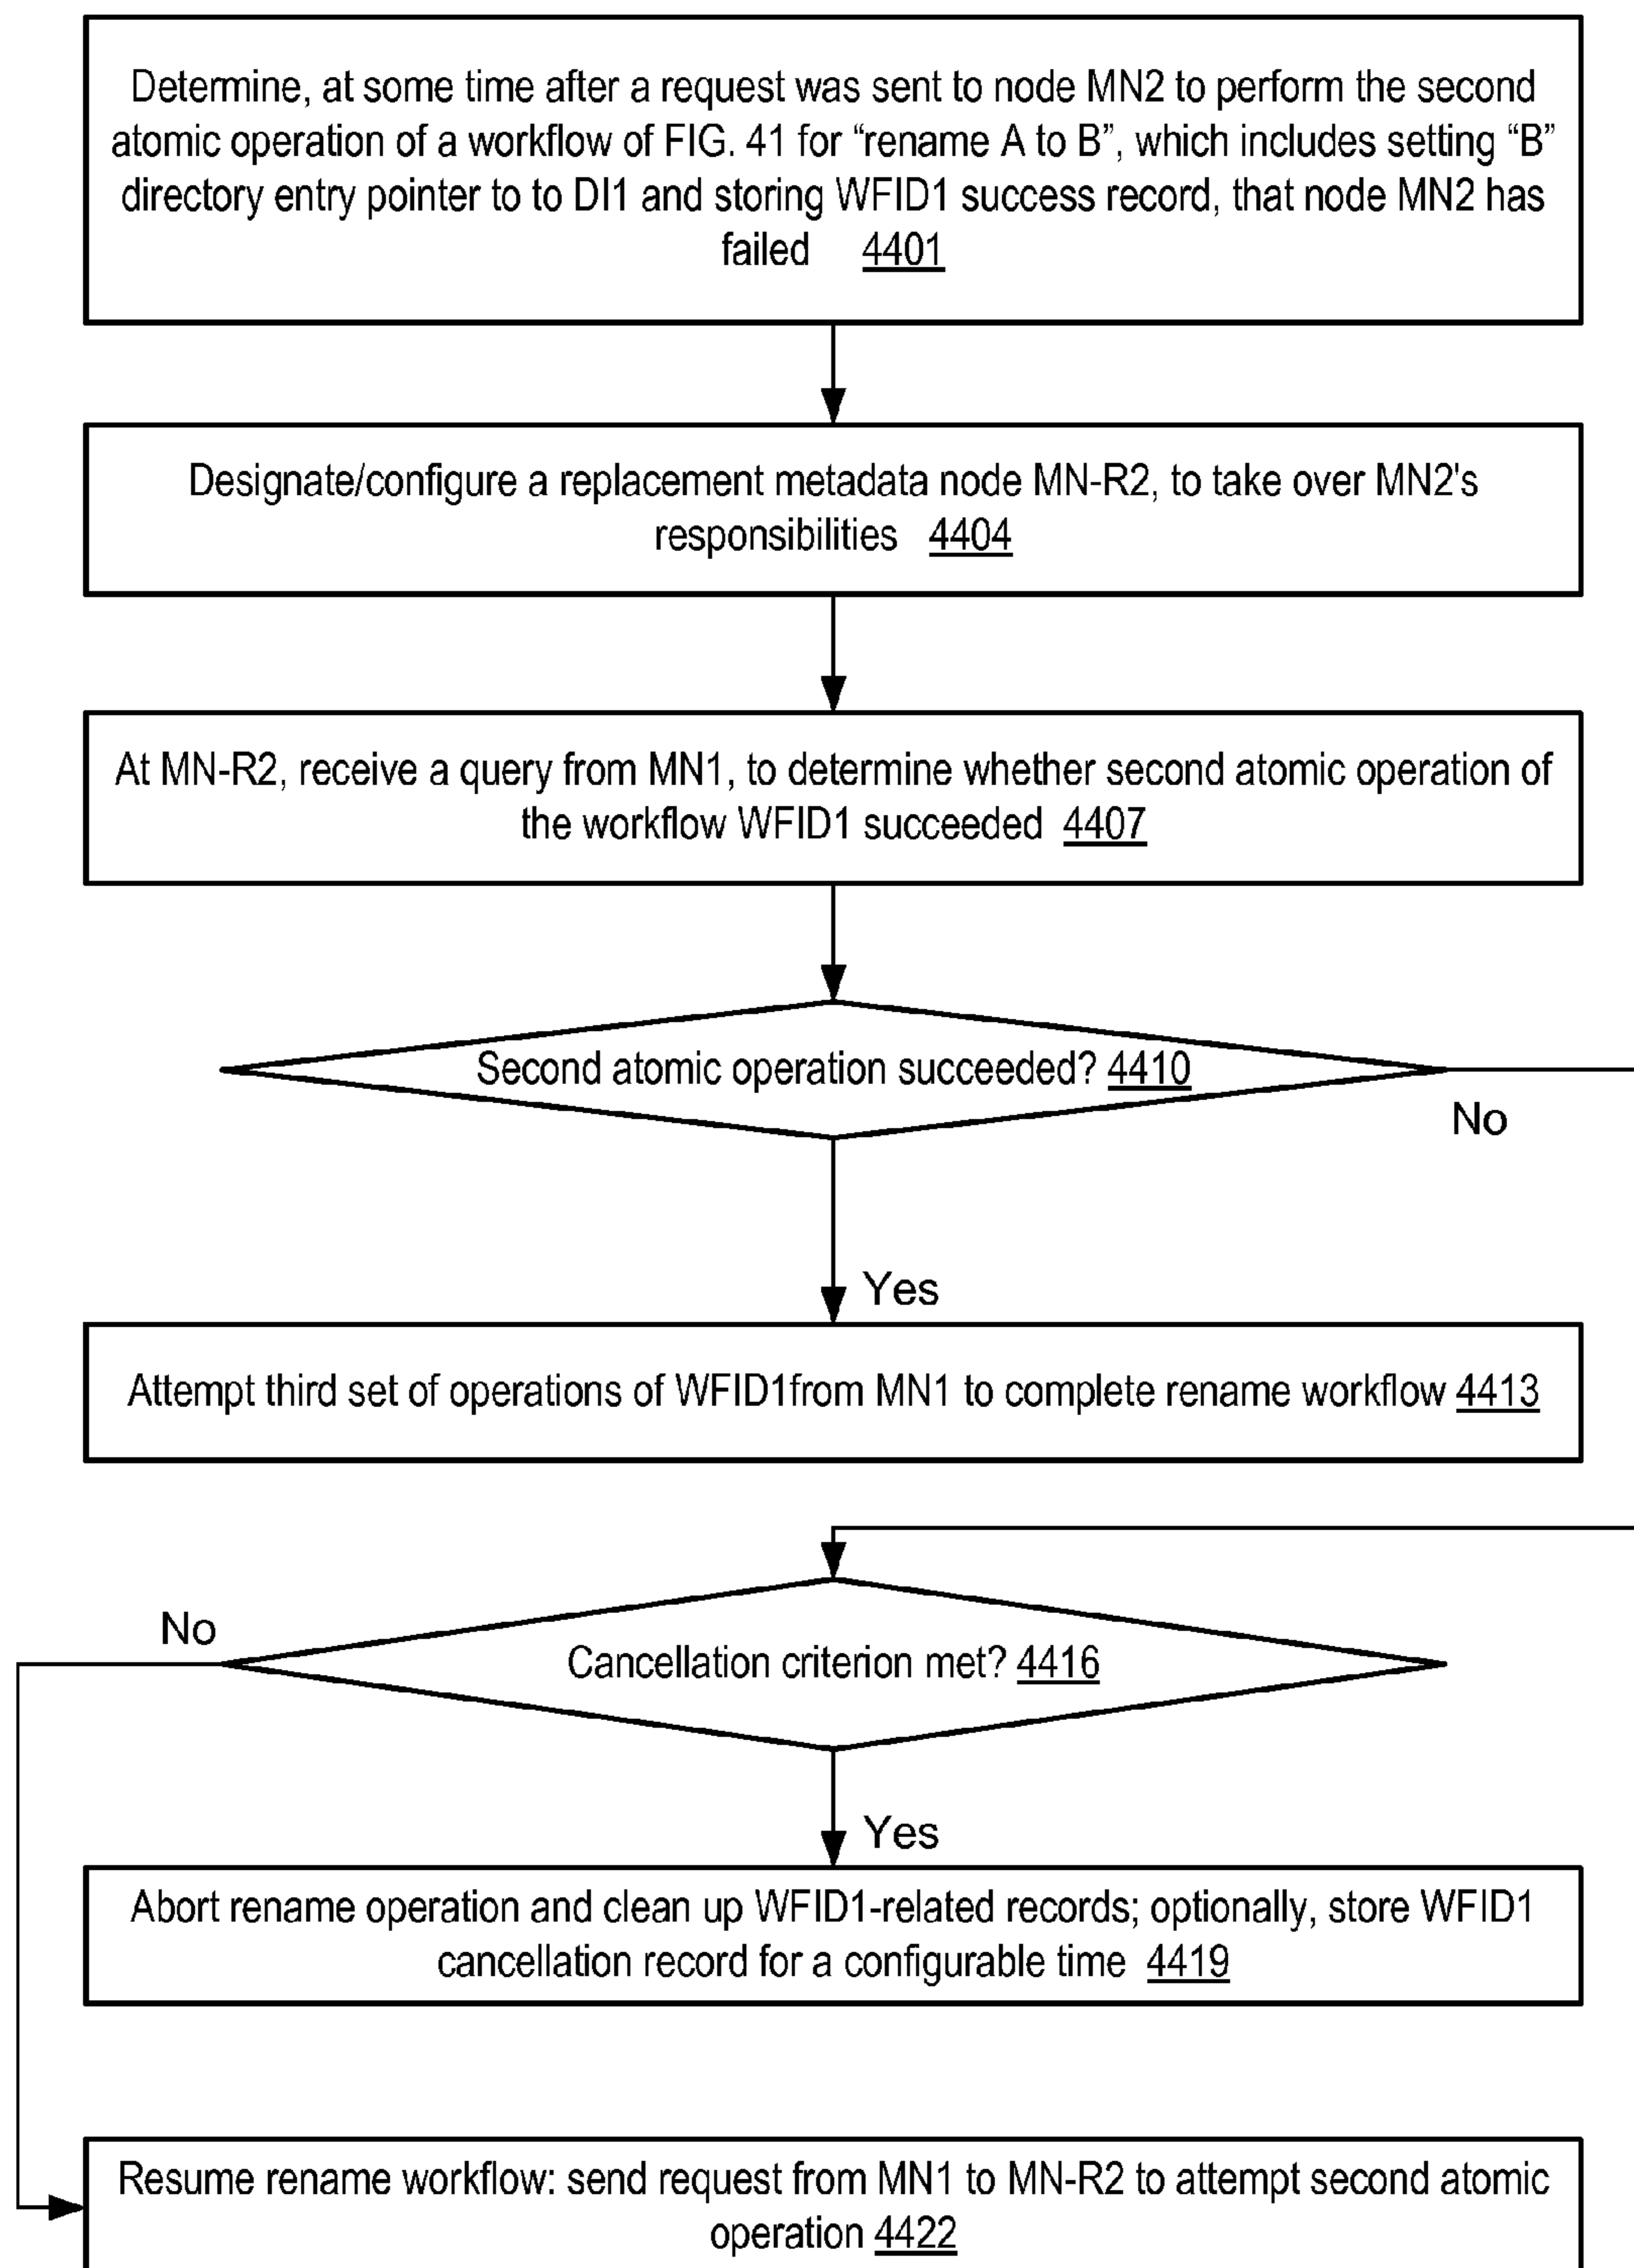 Determine, at some time after a request was sent to node MN2 to perform the second
atomic operation of a workflow of FIG. 41 for “rename A to B”, which includes setting “B”
directory entry pointer to to DI1 and storing WFID1 success record, that node MN2 has
failed 4401
Designate/configure a replacement metadata node MN-R2, to take over MN2's
responsibilities 4404
At MN-R2, receive a query from MN1, to determine whether second atomic operation of
the workflow WFID1 succeeded 4407
Second atomic operation succeeded? 4410
No
Yes
Attempt third set of operations of WFID1from MN1 to complete rename workflow 4413
No
Cancellation criterion met? 4416
Yes
Abort rename operation and clean up WFID1-related records; optionally, store WFID1
cancellation record for a configurable time 4419
Resume rename workflow: send request from MN1 to MN-R2 to attempt second atomic
operation 4422